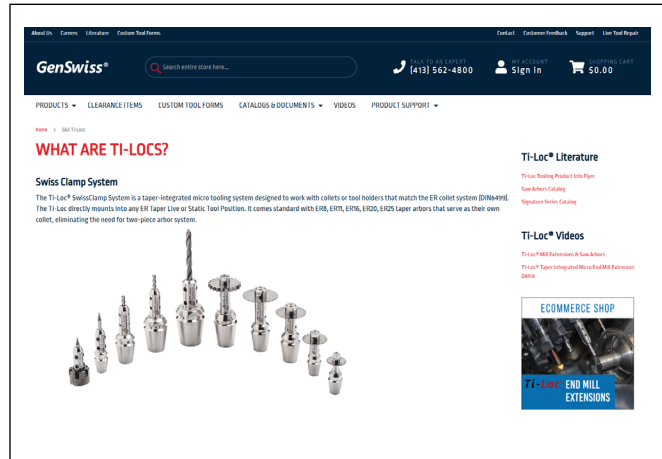 About Us Careers Literature Custom Tool Forms
Contact Customer Feedback Support Live Tool Repair
GenSwiss®
Search entire store here...
TALK TO AN EXPERT
(413) 562-4800
MY ACCOUNT
Sign In
SHOPPING CART
$0.00
PRODUCTS CLEARANCE ITEMS CUSTOM TOOL FORMS CATALOGS & DOCUMENTS VIDEOS PRODUCT SUPPORT
Home > GSA Ti-Locs
WHAT ARE TI-LOCS?
Swiss Clamp System
The Ti-Loc® SwissClamp System is a taper-integrated micro tooling system designed to work with collets or tool holders that match the ER collet system [DIN6499].
The Ti-Loc directly mounts into any ER Taper Live or Static Tool Position. It comes standard with ER8, ER11, ER16, ER20, ER25 taper arbors that serve as their own
collet, eliminating the need for two-piece arbor system.
Ti-Loc® Literature
Ti-Loc Tooling Product Info Flyer
Saw Arbors Catalog
Signature Series Catalog
Ti-Loc® Videos
Ti-Loc® Mill Extensions & Saw Arbors
Ti-Loc® Taper Integrated Micro End Mill Extension
Demo
ECOMMERCE SHOP
Ti-Loc END MILL
EXTENSIONS